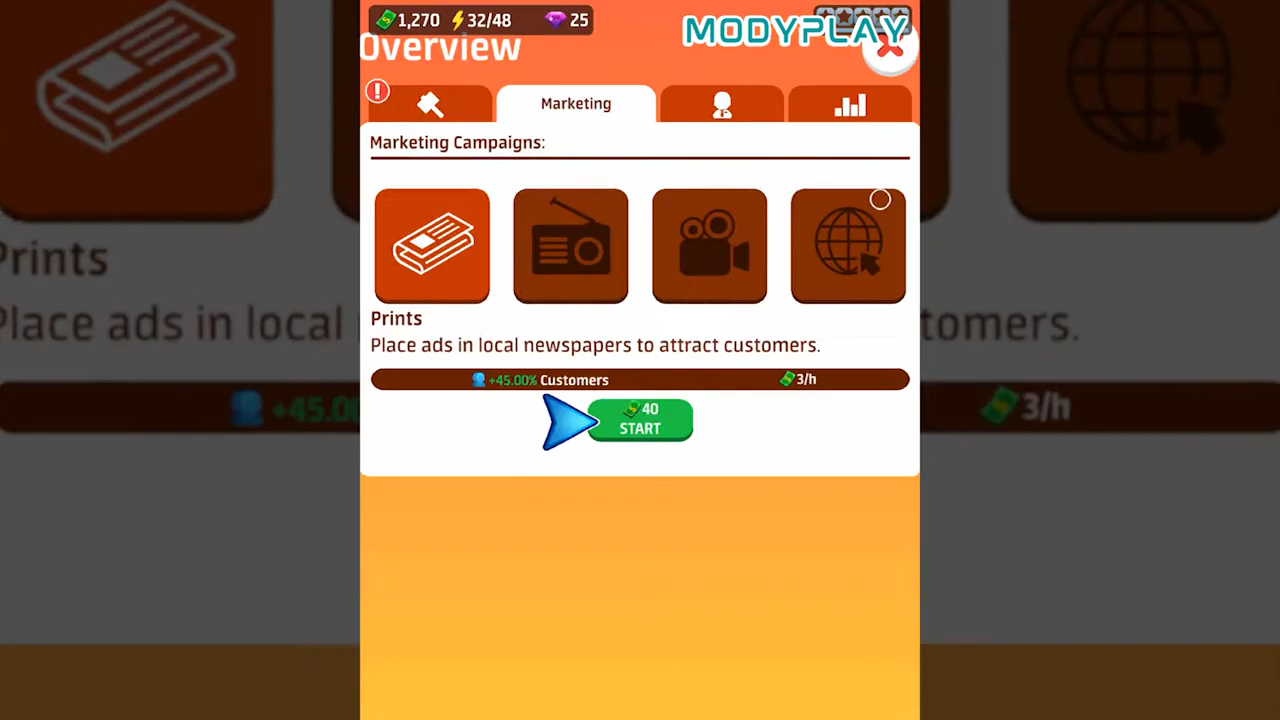 1,270 32/48 25
MODYPLAY
Overview
!
Marketing
Marketing Campaigns:
Prints
Place ads in local newspapers to attract customers.
+45.00% Customers 3/h
40
START
Prints
Place ads in local
tomers.
+45.00
3/h